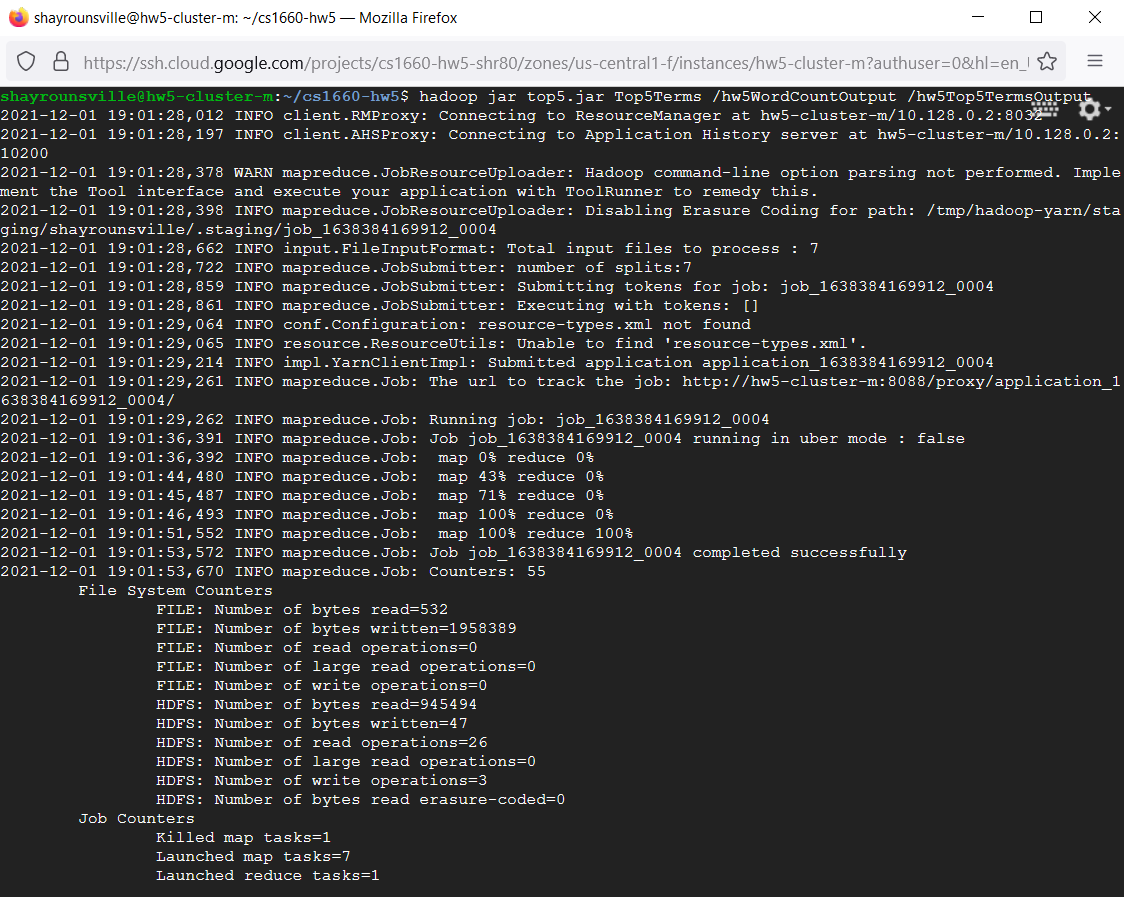 shayrounsville@hw5-cluster-m: ~/cs1660-hw5 — Mozilla Firefox
https://ssh.cloud.google.com/projects/cs1660-hw5-shr80/zones/us-central1-f/instances/hw5-cluster-m?authuser=0&hl=en_
shayrounsville@hw5-cluster-m:~/cs1660-hw5$ hadoop jar top5.jar Top5Terms /hw5WordCountOutput /hw5Top5TermsOutput
2021-12-01 19:01:28,012 INFO client.RMProxy: Connecting to ResourceManager at hw5-cluster-m/10.128.0.2:8032
2021-12-01 19:01:28,197 INFO client.AHSProxy: Connecting to Application History server at hw5-cluster-m/10.128.0.2:
10200
2021-12-01 19:01:28,378 WARN mapreduce.JobResourceUploader: Hadoop command-line option parsing not performed. Imple
ment the Tool interface and execute your application with ToolRunner to remedy this.
2021-12-01 19:01:28,398 INFO mapreduce.JobResourceUploader: Disabling Erasure Coding for path: /tmp/hadoop-yarn/sta
ging/shayrounsville/.staging/job_1638384169912_0004
2021-12-01 19:01:28,662 INFO input.FileInputFormat: Total input files to process : 7
2021-12-01 19:01:28,722 INFO mapreduce.JobSubmitter: number of splits:7
2021-12-01 19:01:28,859 INFO mapreduce.JobSubmitter: Submitting tokens for job: job_1638384169912_0004
2021-12-01 19:01:28,861 INFO mapreduce.JobSubmitter: Executing with tokens: []
2021-12-01 19:01:29,064 INFO conf.Configuration: resource-types.xml not found
2021-12-01 19:01:29,065 INFO resource.ResourceUtils: Unable to find 'resource-types.xml'.
2021-12-01 19:01:29,214 INFO impl.YarnClientImpl: Submitted application application_1638384169912_0004
2021-12-01 19:01:29,261 INFO mapreduce.Job: The url to track the job: http://hw5-cluster-m:8088/proxy/application_1
638384169912_0004/
2021-12-01 19:01:29,262 INFO mapreduce.Job: Running job: job_1638384169912_0004
2021-12-01 19:01:36,391 INFO mapreduce.Job: Job job_1638384169912_0004 running in uber mode : false
2021-12-01 19:01:36,392 INFO mapreduce.Job:  map 0% reduce 0%
2021-12-01 19:01:44,480 INFO mapreduce.Job:  map 43% reduce 0%
2021-12-01 19:01:45,487 INFO mapreduce.Job:  map 71% reduce 0%
2021-12-01 19:01:46,493 INFO mapreduce.Job:  map 100% reduce 0%
2021-12-01 19:01:51,552 INFO mapreduce.Job:  map 100% reduce 100%
2021-12-01 19:01:53,572 INFO mapreduce.Job: Job job_1638384169912_0004 completed successfully
2021-12-01 19:01:53,670 INFO mapreduce.Job: Counters: 55
File System Counters
FILE: Number of bytes read=532
FILE: Number of bytes written=1958389
FILE: Number of read operations=0
FILE: Number of large read operations=0
FILE: Number of write operations=0
HDFS: Number of bytes read=945494
HDFS: Number of bytes written=47
HDFS: Number of read operations=26
HDFS: Number of large read operations=0
HDFS: Number of write operations=3
HDFS: Number of bytes read erasure-coded=0
Job Counters
Killed map tasks=1
Launched map tasks=7
Launched reduce tasks=1